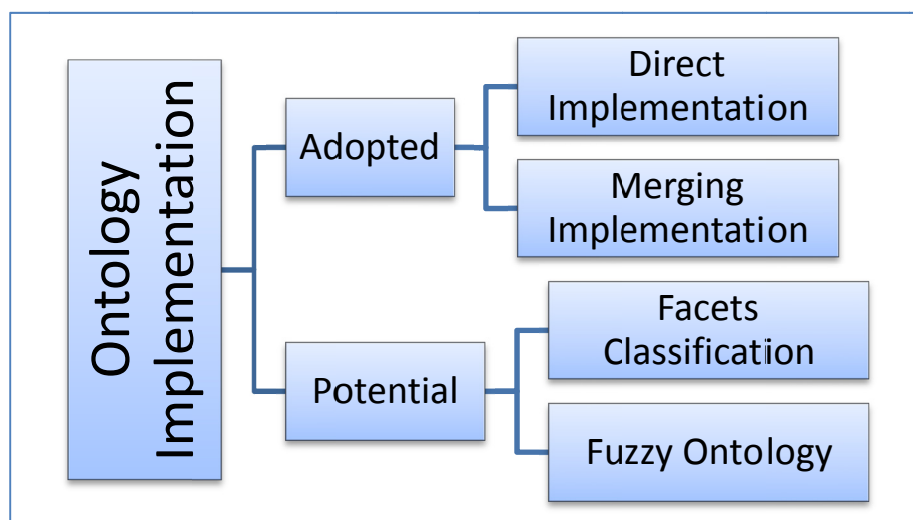 Ontology
Implementation
Adopted
Direct
Implementation
Merging
Implementation
Potential
Facets
Classification
Fuzzy Ontology